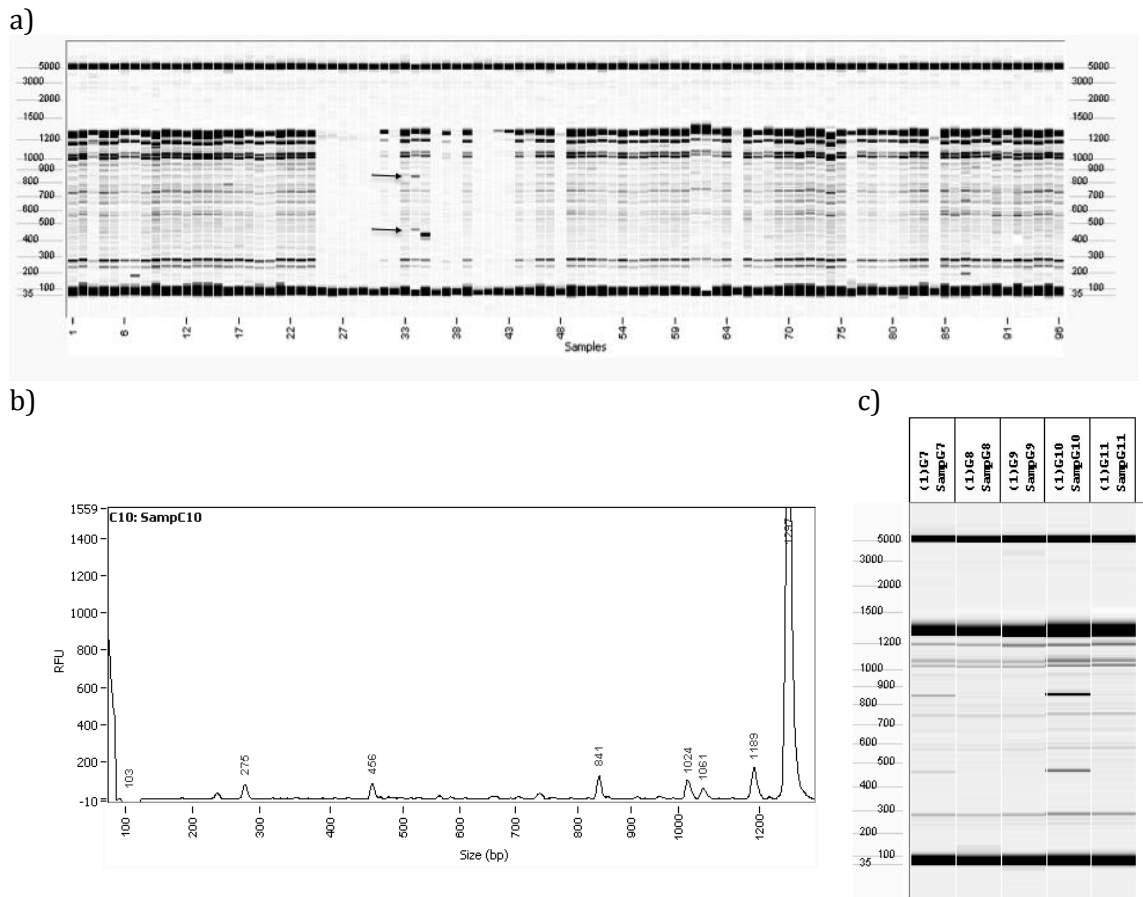 a)
5000 5000
3000 3000
2000 2000
1500 1500
1200 1200
1000 1000
900 900
800 800
700 700
600 600
500 500
400 400
300 300
200 200
100 100
35 35
1 6 12 17 22 27 33 38 43 48 54 59 64 70 75 80 85 91 96
Samples
b)
C10: SampC10
1559
1400
1200
1000
800
600
400
200
-10
RFU
103 275 456 841 1024 1061 1189 1297
100 200 300 400 500 600 700 800 900 1000 1200
Size (bp)
c)
(1)G7 SampG7
(1)G8 SampG8
(1)G9 SampG9
(1)G10 SampG10
(1)G11 SampG11
5000
3000
2000
1500
1200
1000
900
800
700
600
500
400
300
200
100
35